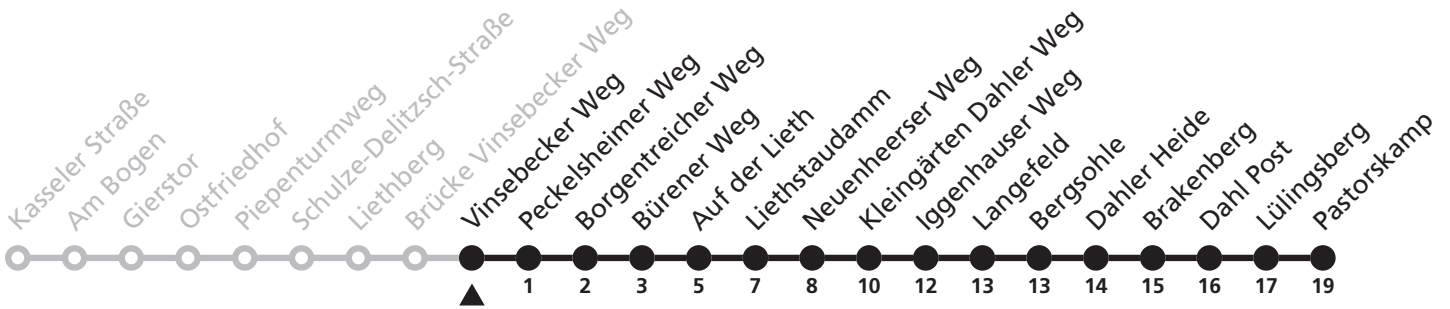 Kasseler Straße
Am Bogen
Gierstor
Ostfriedhof
Piepenturmweg
Schulze-Delitzsch-Straße
Liethberg
Brücke Vinsebecker Weg
Vinsebecker Weg
Peckelsheimer Weg
Borgentreicher Weg
Bürener Weg
Auf der Lieth
Liethstaudamm
Neuenheerser Weg
Kleingärten Dahler Weg
Iggenhauser Weg
Langefeld
Bergsohle
Dahler Heide
Brakenberg
Dahl Post
Lüllingsberg
Pastorskamp
1 2 3 5 7 8 10 12 13 13 14 15 16 17 19